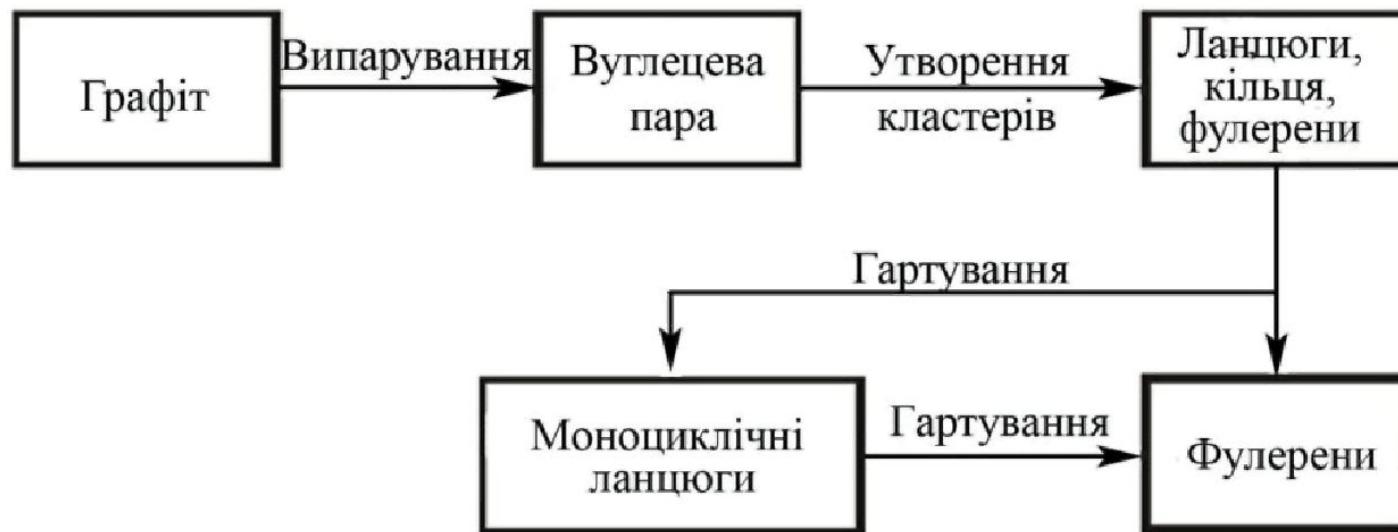 Графіт
Випарування
Вуглецева
пара
Утворення
кластерів
Ланцюги,
кільця,
фулерени
Гартування
Моноциклічні
ланцюги
Гартування
Фулерени